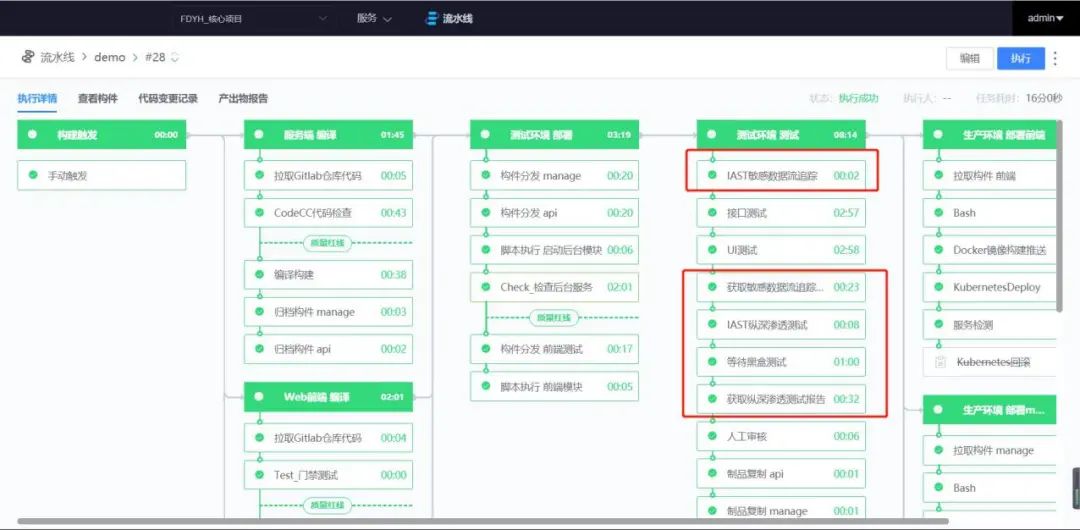 FDYH_核心项目
服务
流水线
admin
流水线 > demo > #28
编辑
执行
执行详情
查看构件
代码变更记录
产出物报告
状态: 执行成功
执行人: --
任务耗时: 16分0秒
构建触发 00:00
手动触发
服务端 编译 01:45
拉取Gitlab仓库代码 00:05
CodeCC代码检查 00:43
质量红线
编译构建 00:38
归档构件 manage 00:03
归档构件 api 00:02
Web前端 编译 02:01
拉取Gitlab仓库代码 00:04
Test_门禁测试 00:00
质量红线
测试环境 部署 03:19
构件分发 manage 00:20
构件分发 api 00:20
脚本执行 启动后台模块 00:06
Check_检查后台服务 02:01
质量红线
构件分发 前端测试 00:17
脚本执行 前端模块 00:05
测试环境 测试 08:14
IAST敏感数据流追踪 00:02
接口测试 02:57
UI测试 02:58
获取敏感数据流追踪... 00:23
IAST纵深渗透测试 00:08
等待黑盒测试 01:00
获取纵深渗透测试报告 00:32
人工审核 00:06
制品复制 api 00:01
制品复制 manage 00:01
生产环境 部署前端
拉取构件 前端
Bash
Docker镜像构建推送
KubernetesDeploy
服务检测
Kubernetes回滚
生产环境 部署m...
拉取构件 manage
Bash